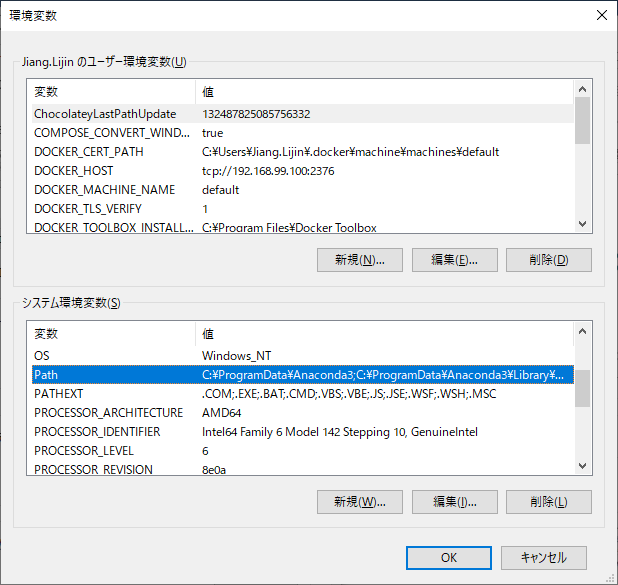 環境変数
Jiang.Lijin のユーザー環境変数(U)
変数 値
ChocolateyLastPathUpdate 132487825085756332
COMPOSE_CONVERT_WIND... true
DOCKER_CERT_PATH C:¥Users¥Jiang.Lijin¥.docker¥machine¥machines¥default
DOCKER_HOST tcp://192.168.99.100:2376
DOCKER_MACHINE_NAME default
DOCKER_TLS_VERIFY 1
DOCKER_TOOLBOX_INSTALL... C:¥Program Files¥Docker Toolbox
新規(N)... 編集(E)... 削除(D)
システム環境変数(S)
変数 値
OS Windows_NT
Path C:¥ProgramData¥Anaconda3;C:¥ProgramData¥Anaconda3¥Library¥...
PATHEXT .COM;.EXE;.BAT;.CMD;.VBS;.VBE;.JS;.JSE;.WSF;.WSH;.MSC
PROCESSOR_ARCHITECTURE AMD64
PROCESSOR_IDENTIFIER Intel64 Family 6 Model 142 Stepping 10, GenuineIntel
PROCESSOR_LEVEL 6
PROCESSOR_REVISION 8e0a
新規(W)... 編集(I)... 削除(L)
OK キャンセル